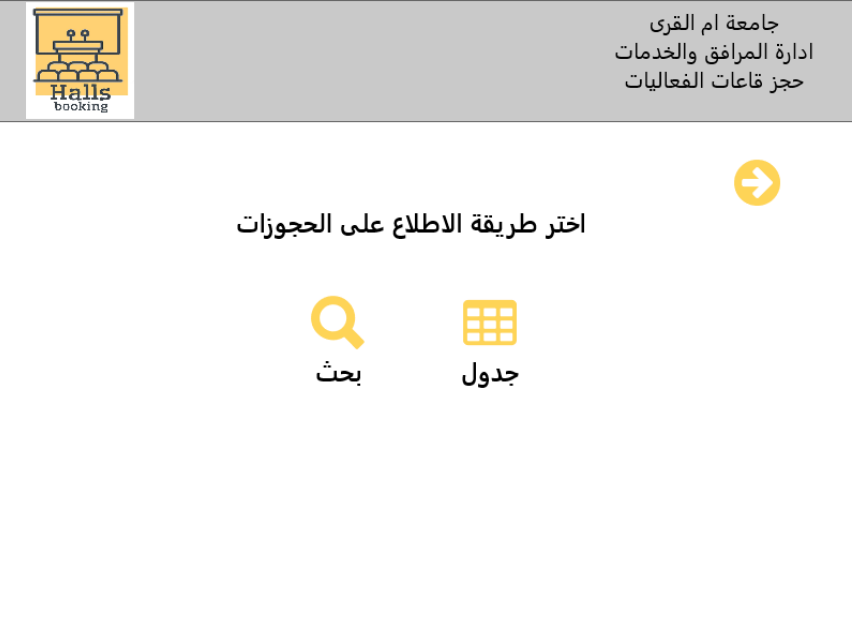 جامعة ام القرى
ادارة المرافق والخدمات
حجز قاعات الفعاليات
Halls
booking
اختر طريقة الاطلاع على الحجوزات
جدول
بحث